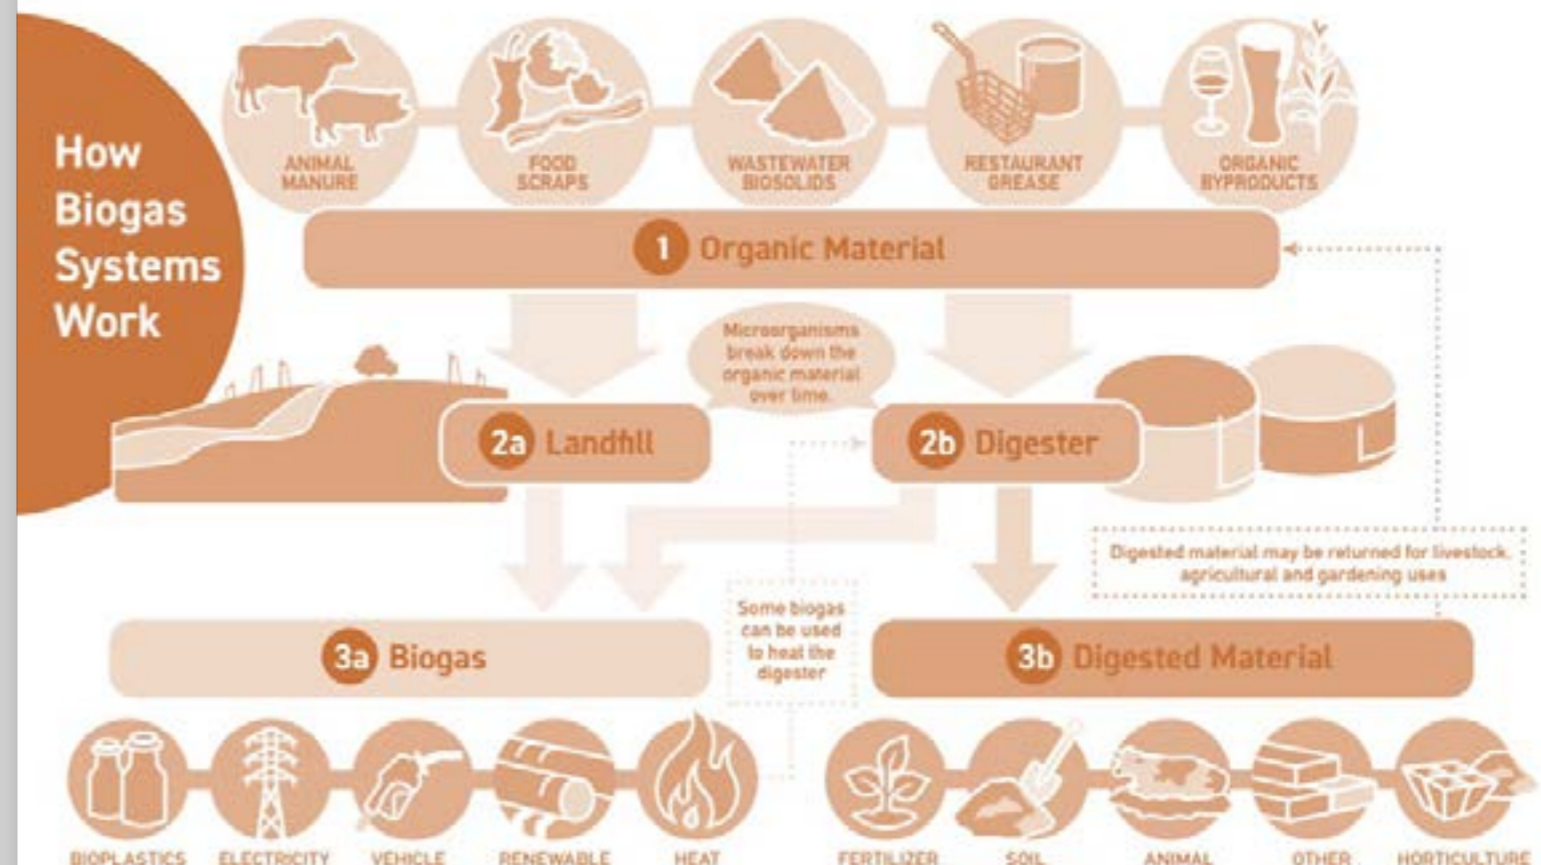 How
Biogas
Systems
Work
ANIMAL
MANURE
FOOD
SCRAPS
WASTEWATER
BIOSOLIDS
RESTAURANT
GREASE
ORGANIC
BYPRODUCTS
1 Organic Material
Microorganisms
break down the
organic material
over time.
2a Landfill
2b Digester
Digested material may be returned for livestock,
agricultural and gardening uses
Some biogas
can be used
to heat the
digester
3a Biogas
3b Digested Material
BIOPLASTICS
ELECTRICITY
VEHICLE
RENEWABLE
HEAT
FERTILIZER
SOIL
ANIMAL
OTHER
HORTICULTURE